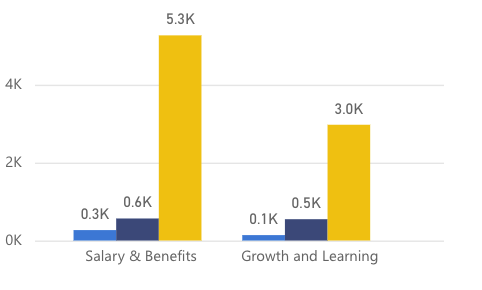 5.3K
4K
3.0K
2K
0.6K
0.5K
0.3K
0.1K
0K
Salary & Benefits
Growth and Learning